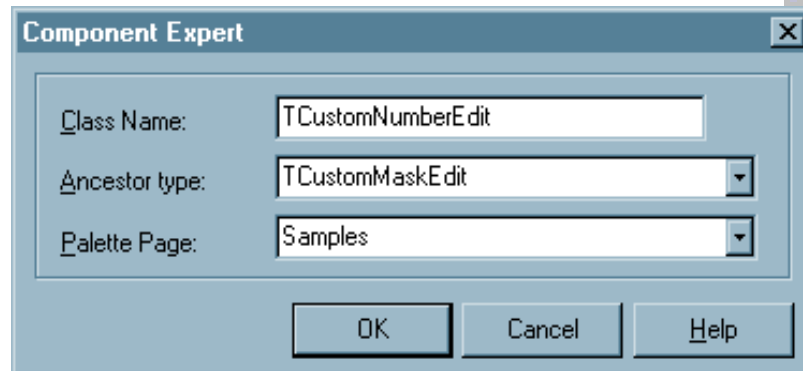 Component Expert
Class Name: TCustomNumberEdit
Ancestor type: TCustomMaskEdit
Palette Page: Samples
OK Cancel Help